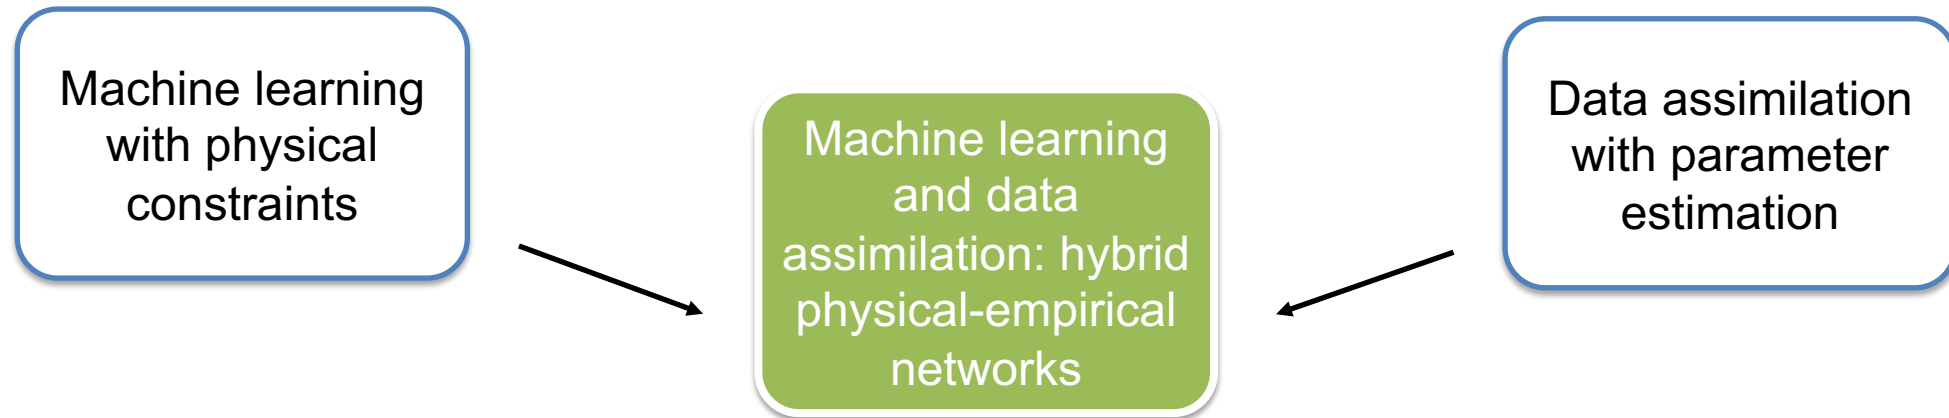 Machine learning
with physical
constraints
Machine learning
and data
assimilation: hybrid
physical-empirical
networks
Data assimilation
with parameter
estimation